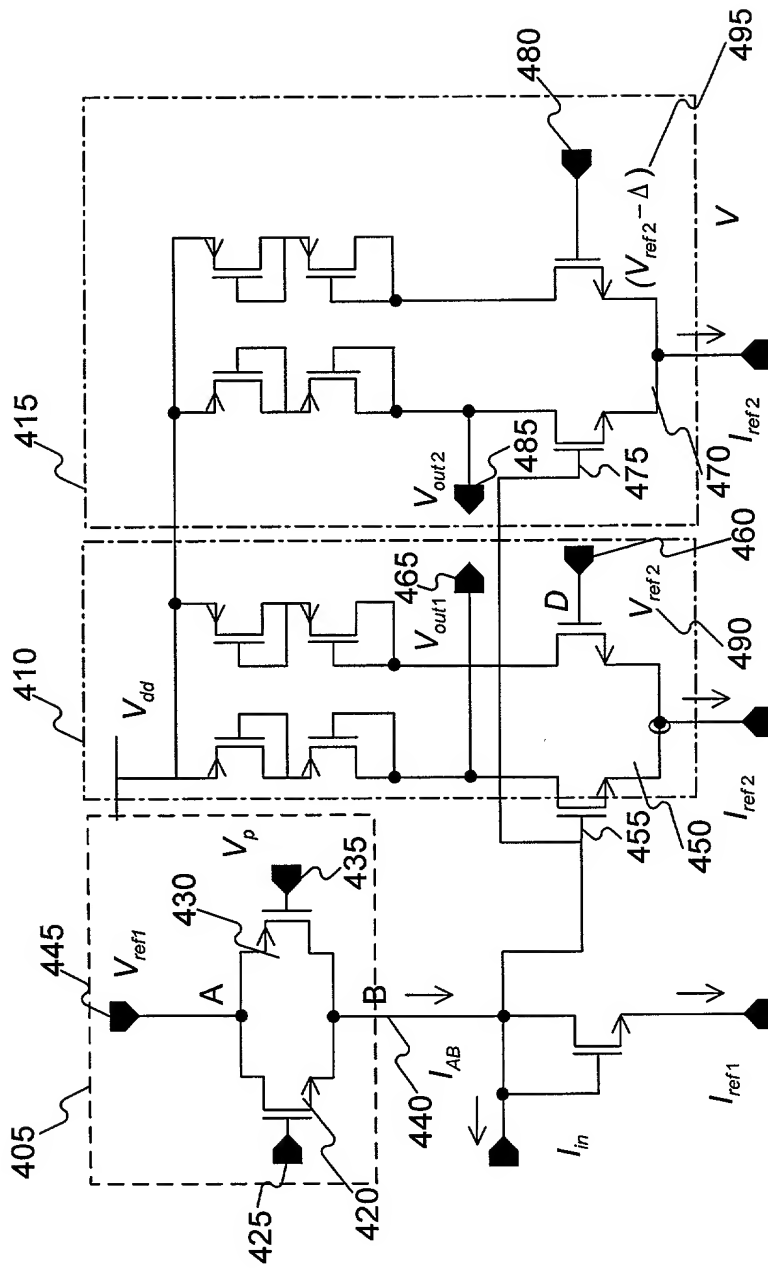 405
445
410
415
V_ref1
V_dd
A
430
V_p
435
425
420
B
I_AB
440
V_out1
465
V_out2
485
D
480
455
V_ref2
460
475
(V_ref2 − Δ)
495
490
450
470
V
I_in
I_ref1
I_ref2
I_ref2